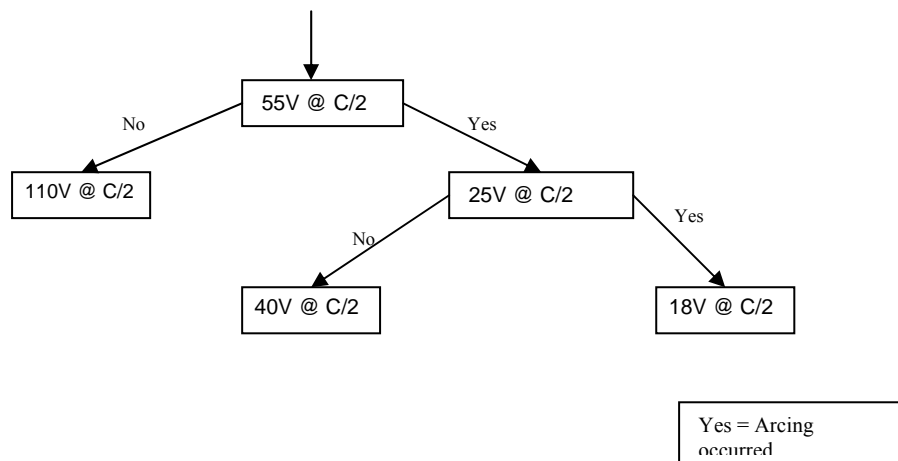 55V @ C/2
No
Yes
110V @ C/2
25V @ C/2
No
Yes
40V @ C/2
18V @ C/2
Yes = Arcing
occurred